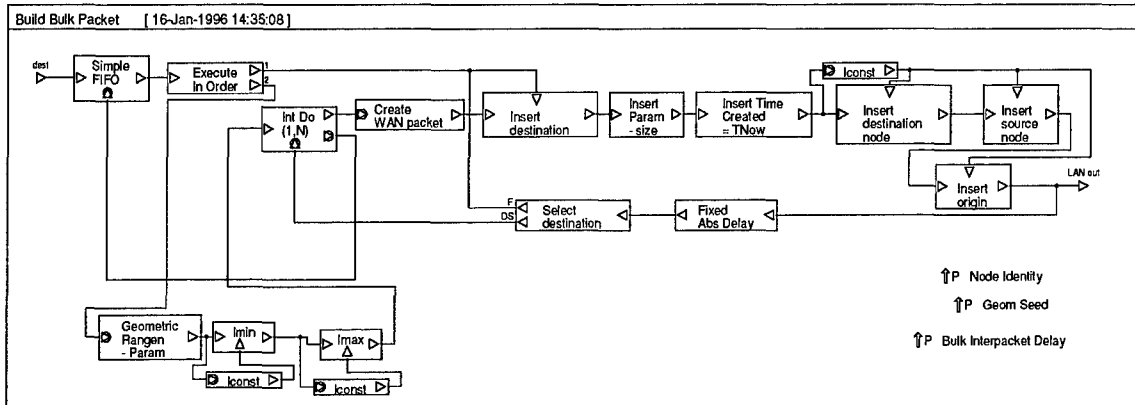 Build Bulk Packet [ 16-Jan-1996 14:35:08 ]
dest
Simple
FIFO
Execute
In Order
1
2
Int Do
(1,N)
Create
WAN packet
Insert
destination
Insert
Param
- size
Insert Time
Created
= TNow
Iconst
Insert
destination
node
Insert
source
node
Insert
origin
LAN out
F
DS
Select
destination
Fixed
Abs Delay
Geometric
Rangen
- Param
Imin
Imax
Iconst
Iconst
⇑P Node Identity
⇑P Geom Seed
⇑P Bulk Interpacket Delay